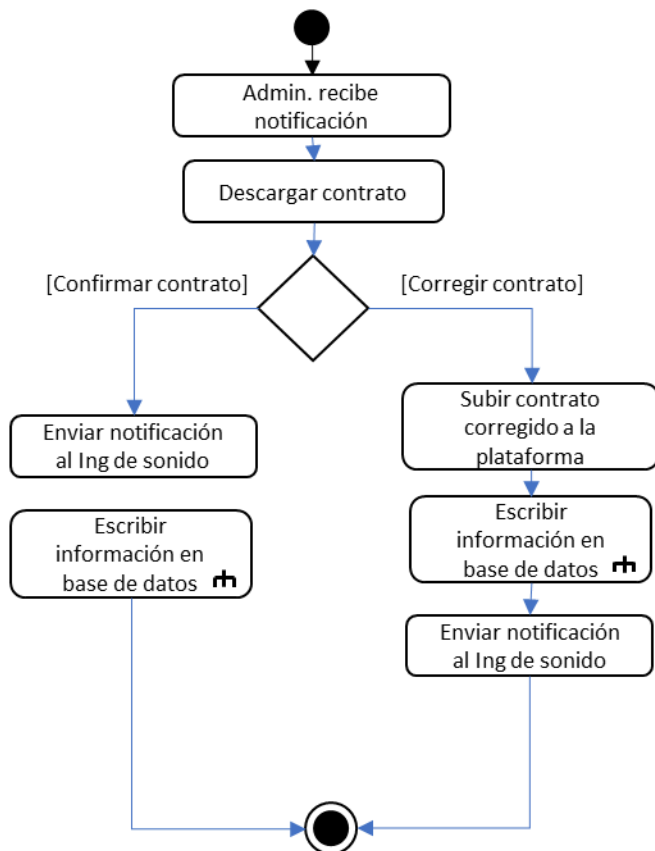 Admin. recibe
notificación
Descargar contrato
[Confirmar contrato]
[Corregir contrato]
Enviar notificación
al Ing de sonido
Escribir
información en
base de datos
Subir contrato
corregido a la
plataforma
Escribir
información en
base de datos
Enviar notificación
al Ing de sonido